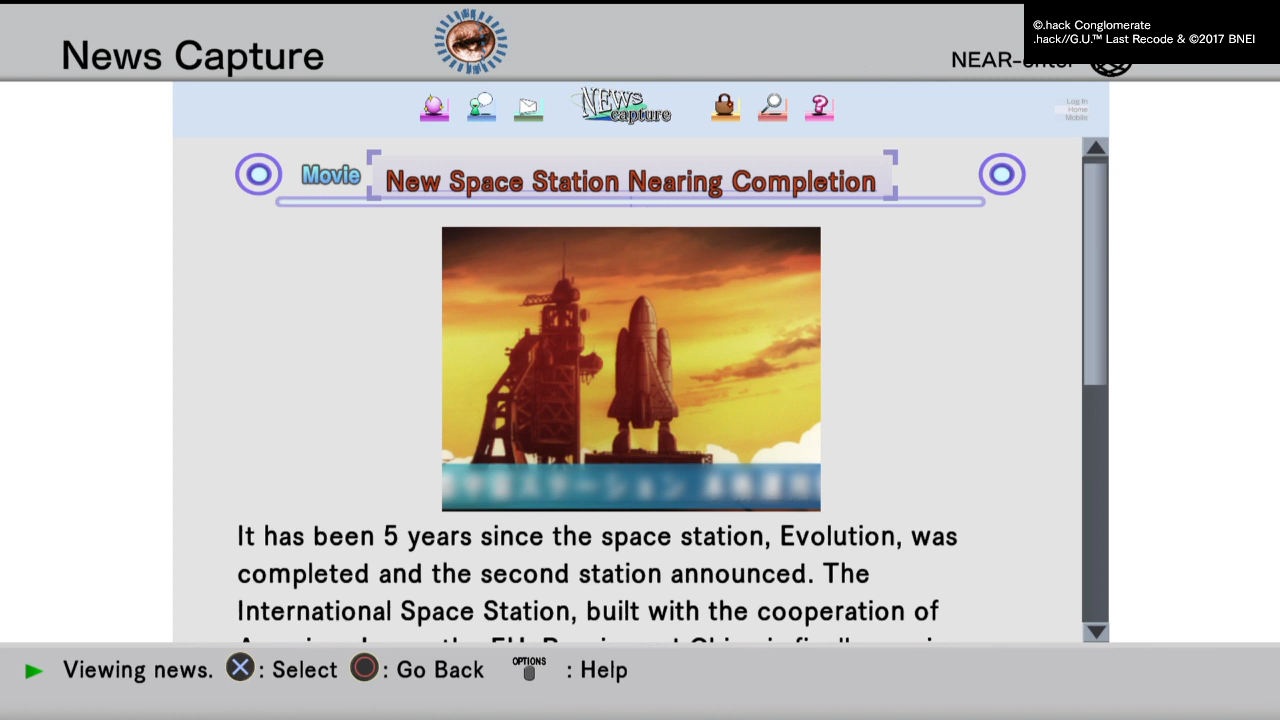 ©.hack Conglomerate
.hack//G.U.™ Last Recode & ©2017 BNEI
News Capture
NEWS
capture
Log In
Home
Mobile
Movie
New Space Station Nearing Completion
It has been 5 years since the space station, Evolution, was
completed and the second station announced. The
International Space Station, built with the cooperation of
Viewing news. : Select : Go Back OPTIONS : Help